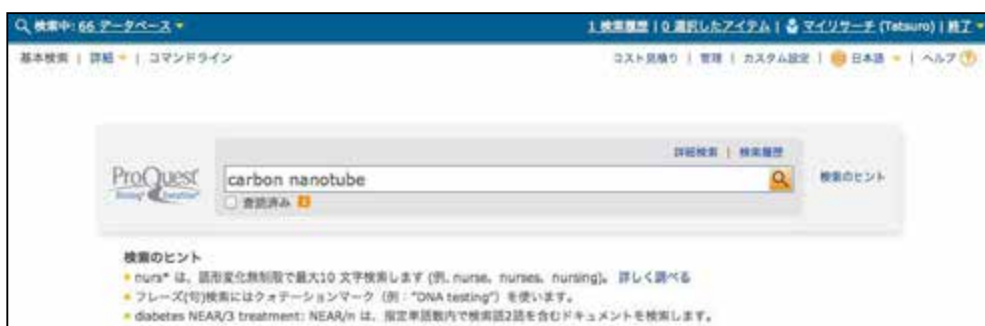 検索中: 66 データベース
1 検索履歴 | 0 選択したアイテム | マイリサーチ (Tatsuro) | 終了
基本検索 | 詳細 | コマンドライン
コスト見積り | 管理 | カスタム設定 | 日本語 | ヘルプ ?
詳細検索 | 検索履歴
ProQuest
carbon nanotube
検索のヒント
査読済み
検索のヒント
nurs* は、語形変化無制限で最大10 文字検索します (例. nurse, nurses, nursing)。 詳しく調べる
フレーズ(句)検索にはクォテーションマーク (例:"DNA testing") を使います。
diabetes NEAR/3 treatment: NEAR/n は、指定単語数内で検索語2語を含むドキュメントを検索します。